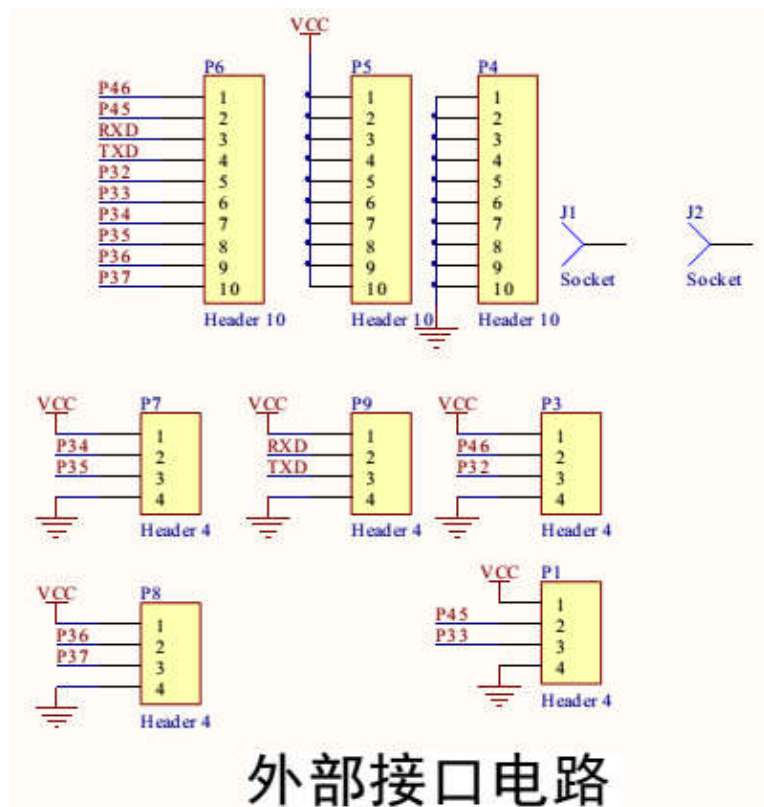 VCC
P6 P5 P4
P46 1 1 1
P45 2 2 2
RXD 3 3 3
TXD 4 4 4
P32 5 5 5
P33 6 6 6
P34 7 7 7
J1 J2
P35 8 8 8
P36 9 9 9
Socket Socket
P37 10 10 10
Header 10 Header 10 Header 10
VCC P7 VCC P9 VCC P3
1 1 1
P34 2 RXD 2 P46 2
P35 3 TXD 3 P32 3
4 4 4
Header 4 Header 4 Header 4
VCC P8 VCC P1
1 1
P36 2 P45 2
P37 3 P33 3
4 4
Header 4 Header 4
外部接口电路